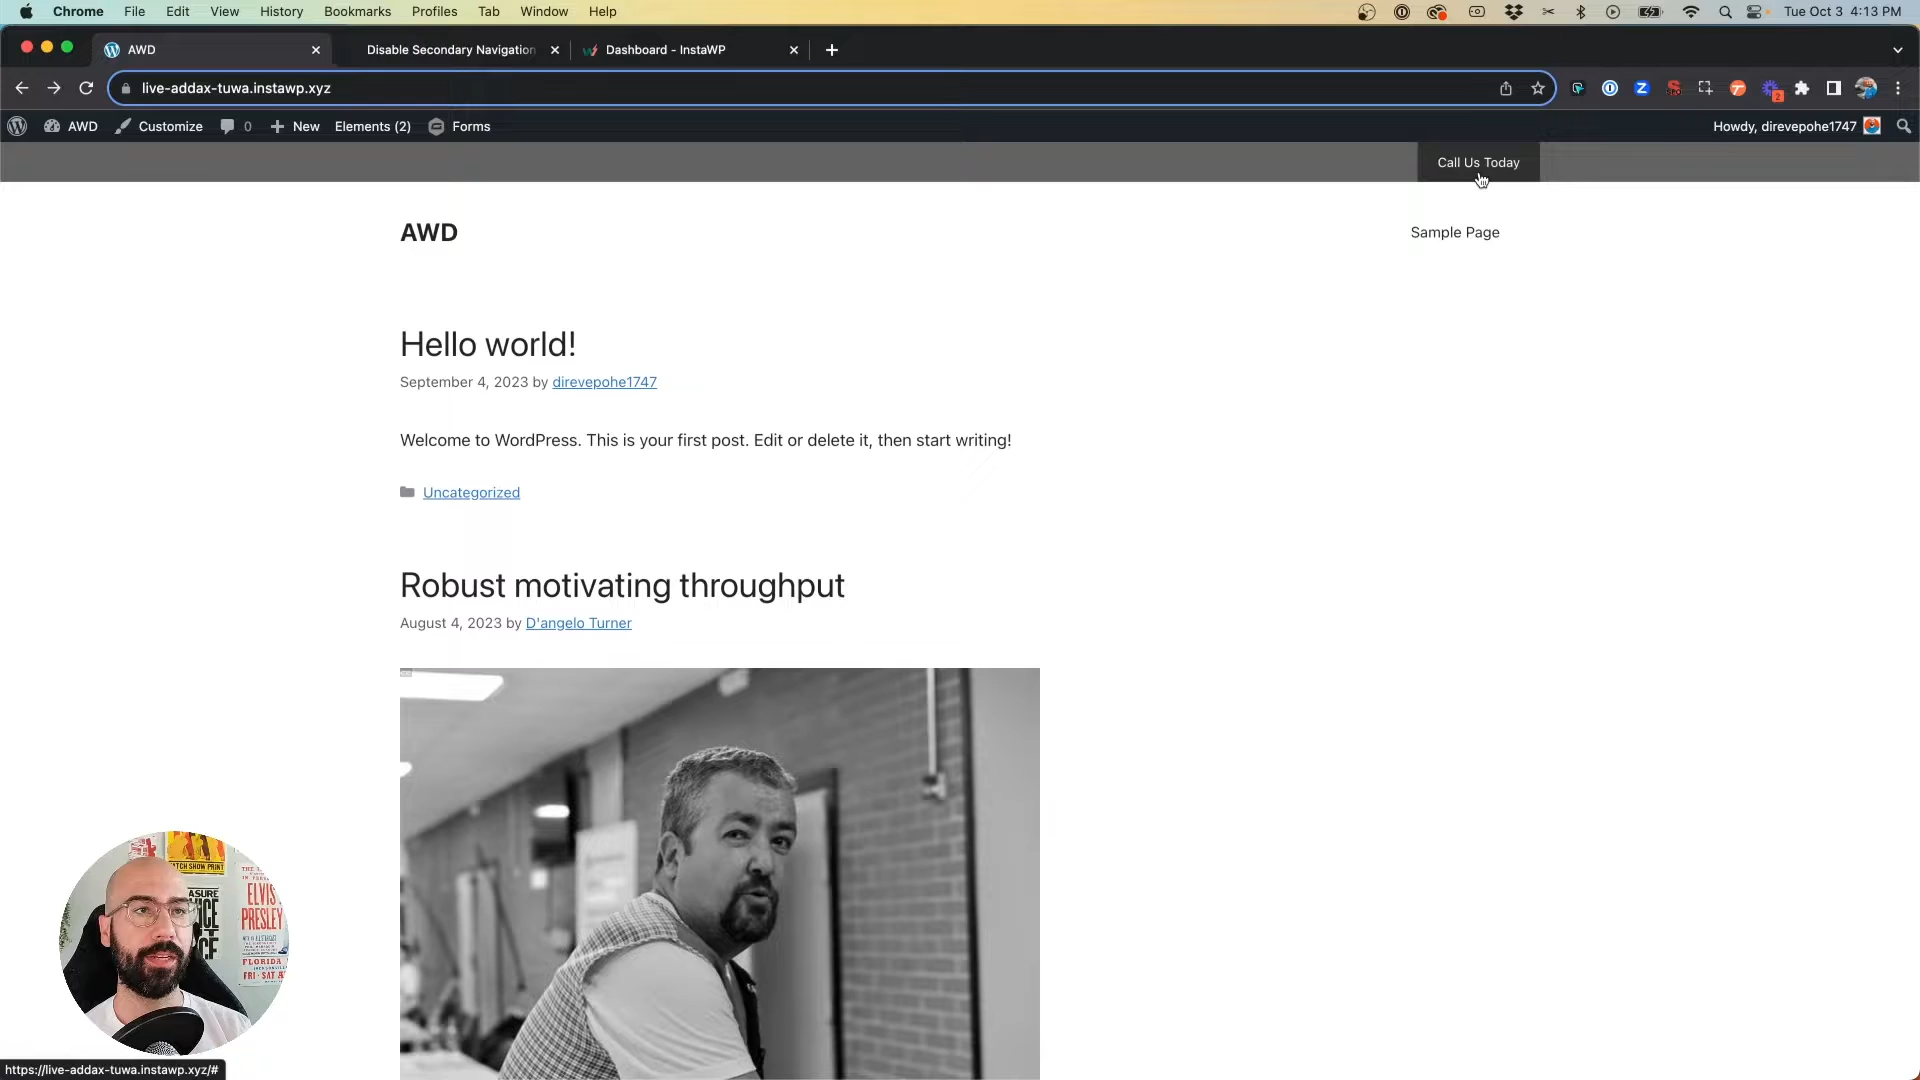 Chrome File Edit View History Bookmarks Profiles Tab Window Help Tue Oct 3 4:13 PM
AWD Disable Secondary Navigation Dashboard - InstaWP
live-addax-tuwa.instawp.xyz
AWD Customize 0 New Elements (2) Forms Howdy, direvepohe1747
Call Us Today
AWD Sample Page
Hello world!
September 4, 2023 by direvepohe1747
Welcome to WordPress. This is your first post. Edit or delete it, then start writing!
Uncategorized
Robust motivating throughput
August 4, 2023 by D'angelo Turner
ELVIS
PRESLEY
FLORIDA
https://live-addax-tuwa.instawp.xyz/#